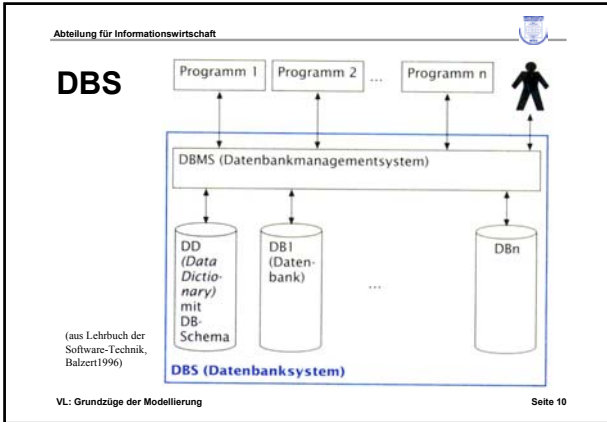 Abteilung für Informationswirtschaft
DBS
Programm 1
Programm 2
...
Programm n
DBMS (Datenbankmanagementsystem)
DD
(Data
Dictio-
nary)
mit
DB-
Schema
DB1
(Daten-
bank)
...
DBn
(aus Lehrbuch der
Software-Technik,
Balzert1996)
DBS (Datenbanksystem)
VL: Grundzüge der Modellierung
Seite 10